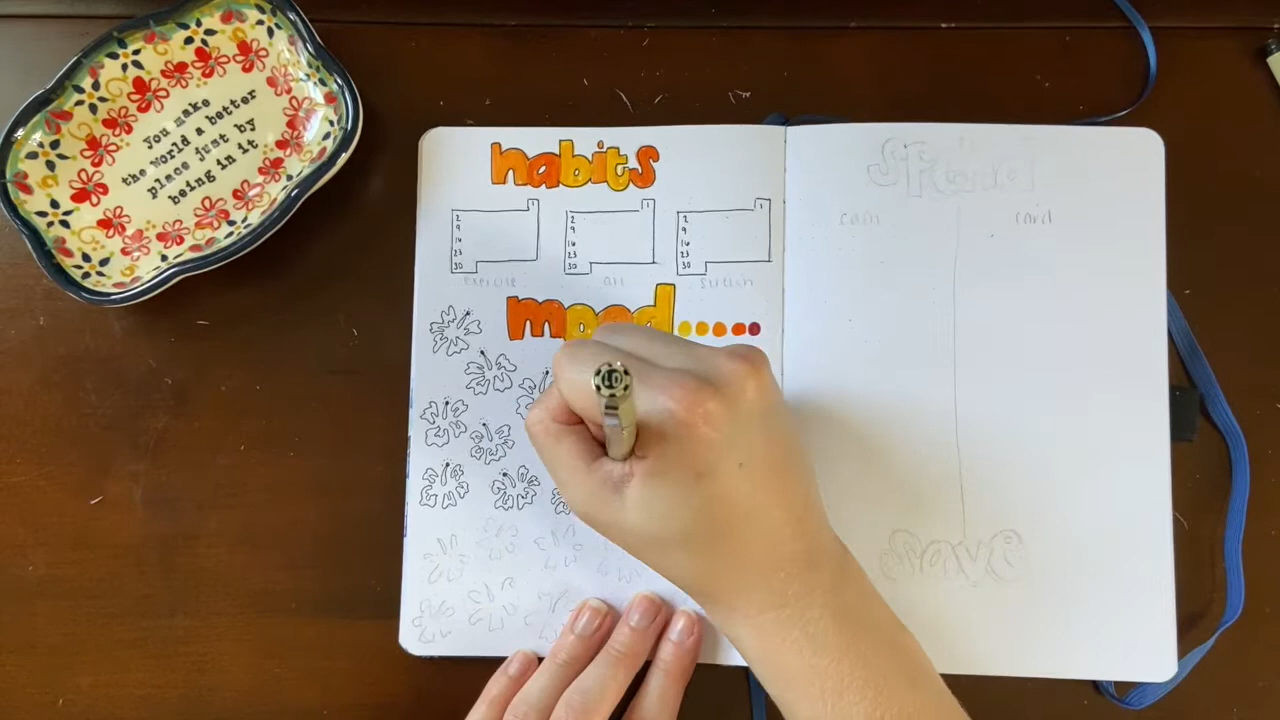 you make
the world a better
place just by
being in it
habits
1
2
9
16
23
30
1
2
9
16
23
30
1
2
9
16
23
30
exercise
art
stretch
mood
LD
spend
cash
card
save